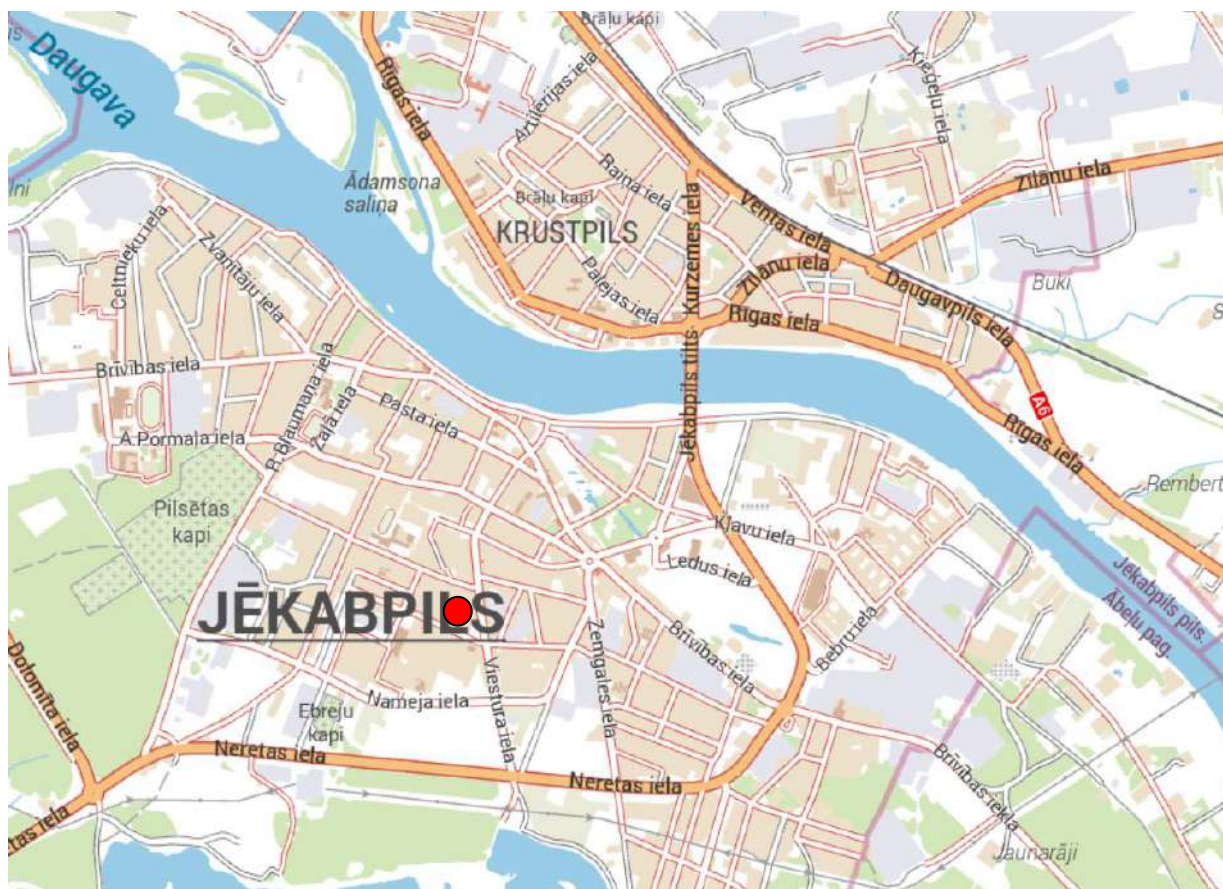 Brāļu kapi
Daugava
Rīgas iela
Artilērijas iela
Ķieģeļu iela
Ādamsona
saliņa
Raiņa iela
Brāļu kapi
KRUSTPILS
Kurzemes iela
Ventas iela
Zīlānu iela
Zīlānu iela
Buki
Celtnieku iela
Zvanītāju iela
Palejas iela
Rīgas iela
Daugavpils iela
Jēkabpils tilts
A6
Rīgas iela
Brīvības iela
R. Blaumaņa iela
Zaļā iela
Pasta iela
A.Pormaļa iela
Pilsētas
kapi
Rembert
Kļavu iela
Ledus iela
Jēkabpils pils.
Ābeļu pag.
JĒKABPILS
Bebru iela
Brīvības iela
Zemgales iela
Dolomīta iela
Nameja iela
Viestura iela
Ebreju
kapi
Neretas iela
Neretas iela
Brīvības iekla
tas iela
Jaunarāji